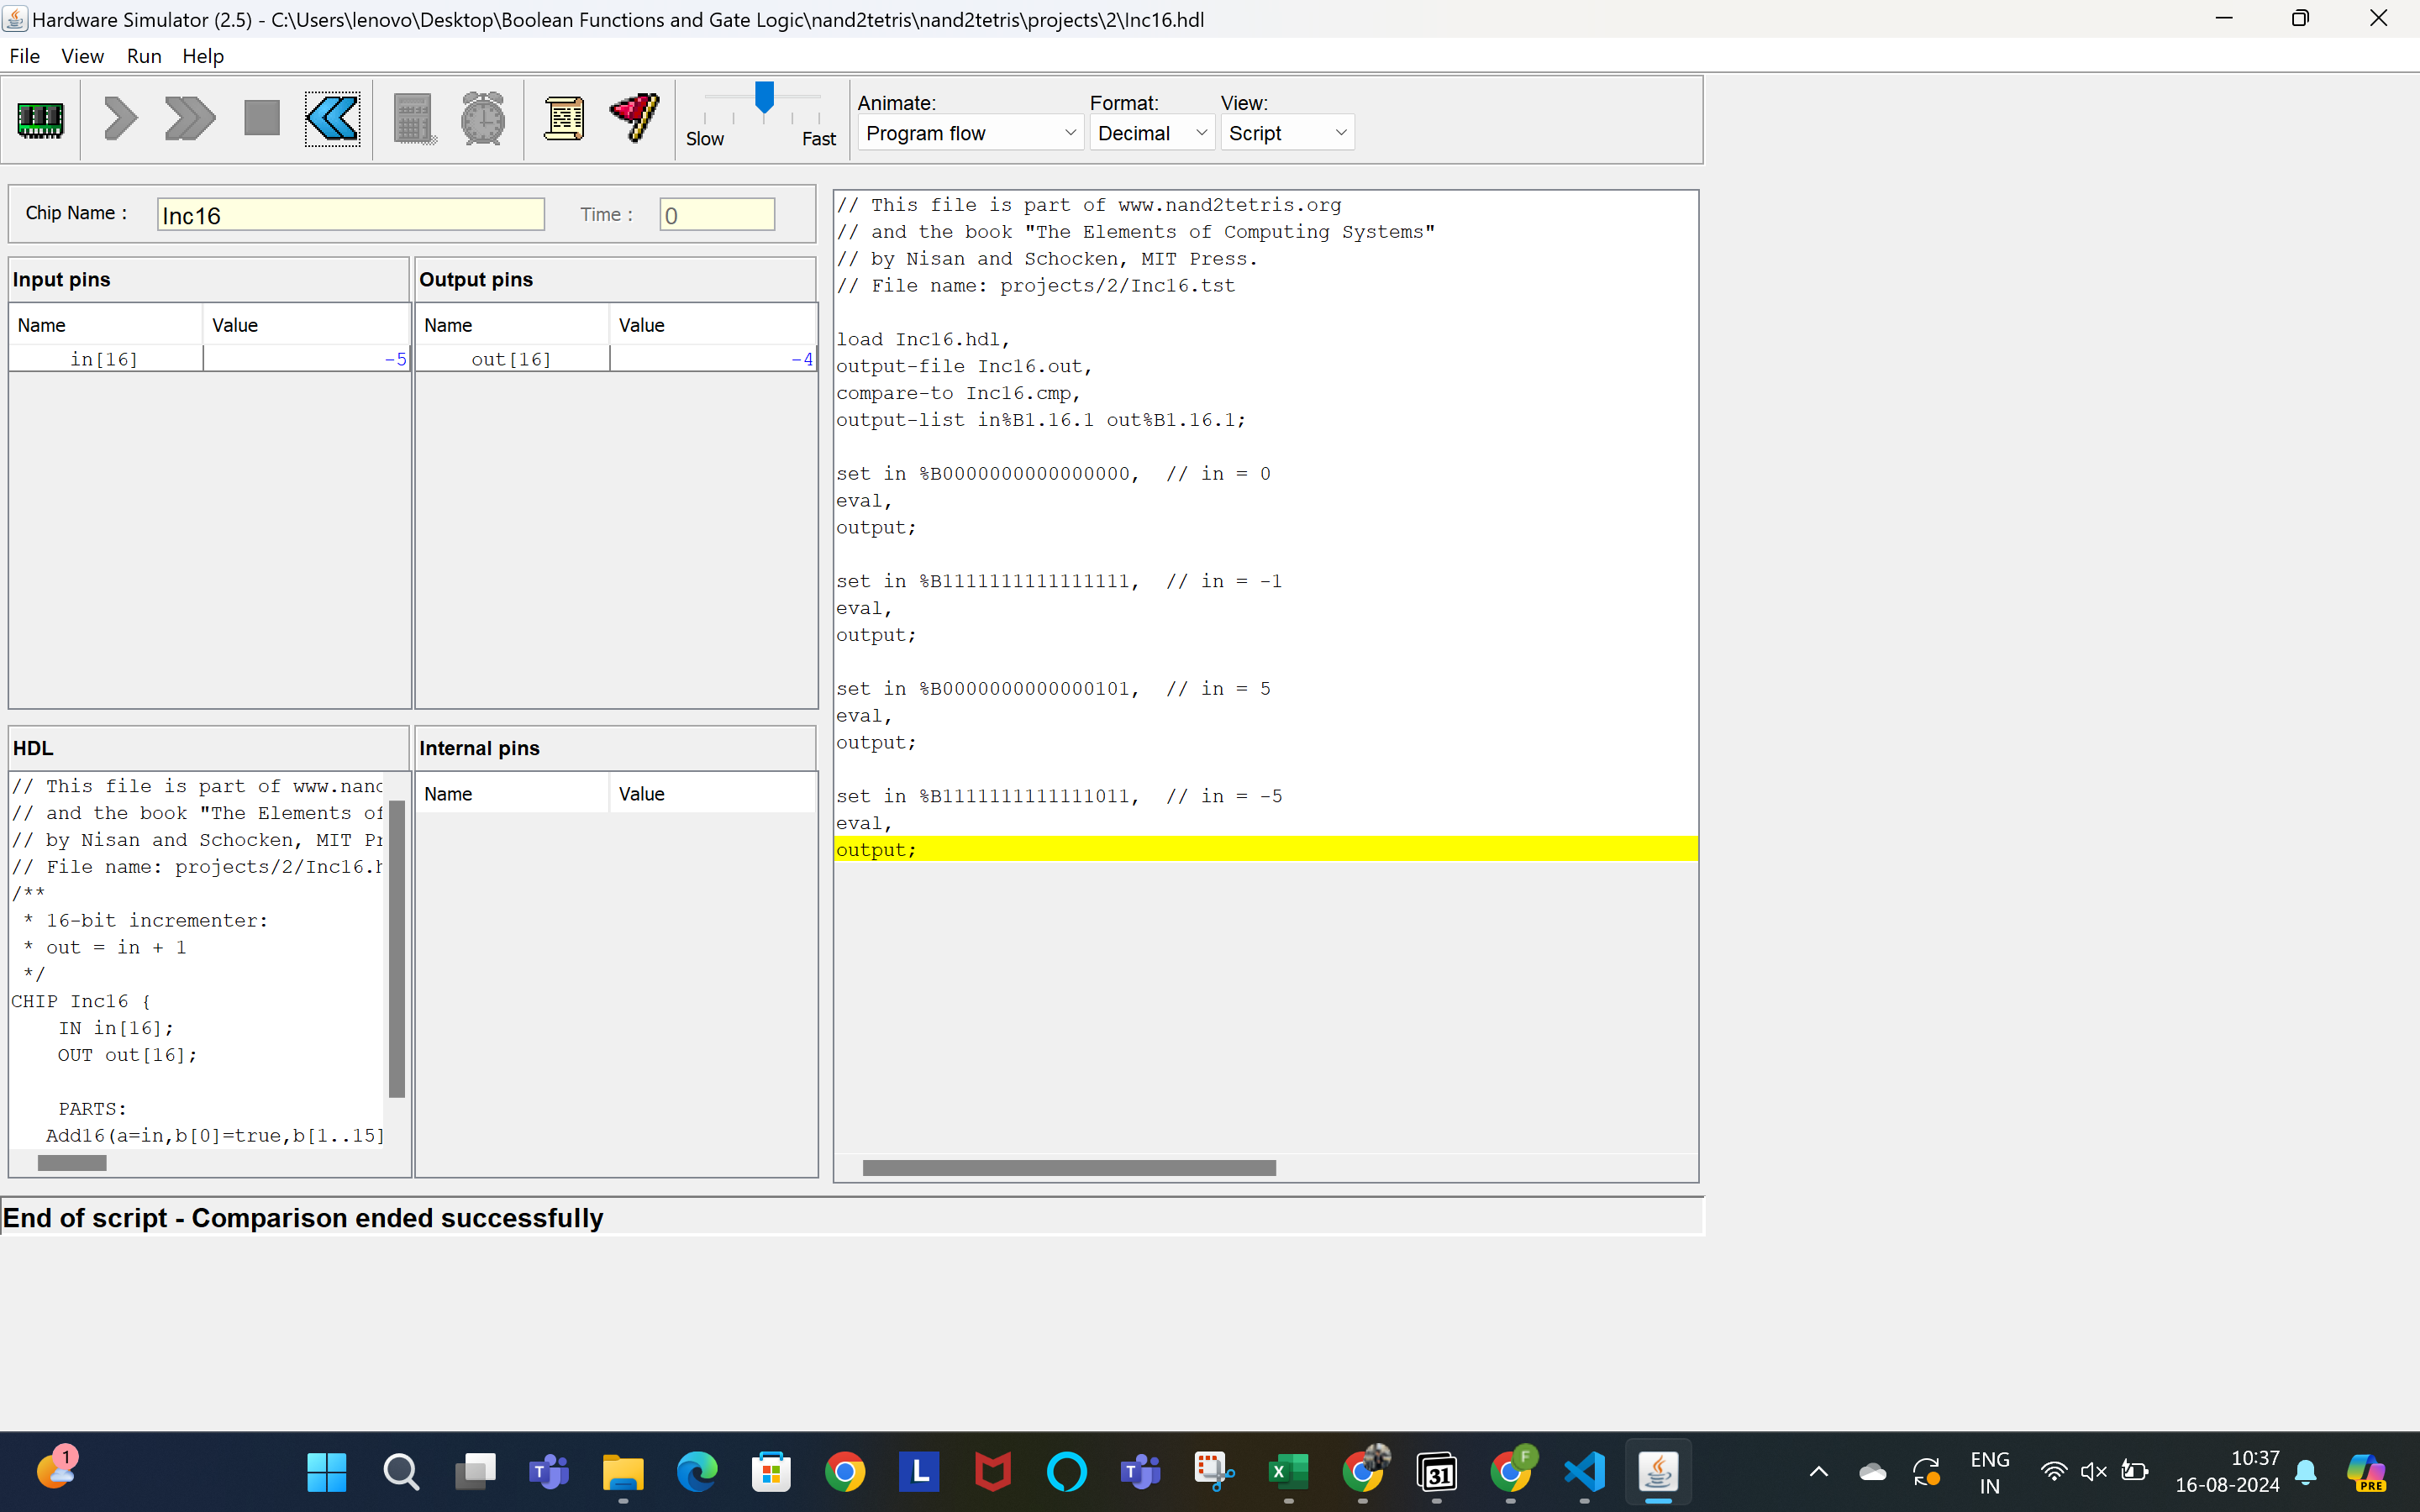 Hardware Simulator (2.5) - C:\Users\lenovo\Desktop\Boolean Functions and Gate Logic\nand2tetris\nand2tetris\projects\2\Inc16.hdl
File View Run Help
Slow Fast
Animate: Format: View:
Program flow Decimal Script
Chip Name : Inc16 Time : 0
Input pins
Name Value
in[16] -5
Output pins
Name Value
out[16] -4
HDL
// This file is part of www.nand
// and the book "The Elements of
// by Nisan and Schocken, MIT Pr
// File name: projects/2/Inc16.h
/**
* 16-bit incrementer:
* out = in + 1
*/
CHIP Inc16 {
IN in[16];
OUT out[16];
PARTS:
Add16(a=in,b[0]=true,b[1..15]
Internal pins
Name Value
// This file is part of www.nand2tetris.org
// and the book "The Elements of Computing Systems"
// by Nisan and Schocken, MIT Press.
// File name: projects/2/Inc16.tst
load Inc16.hdl,
output-file Inc16.out,
compare-to Inc16.cmp,
output-list in%B1.16.1 out%B1.16.1;
set in %B0000000000000000, // in = 0
eval,
output;
set in %B1111111111111111, // in = -1
eval,
output;
set in %B0000000000000101, // in = 5
eval,
output;
set in %B1111111111111011, // in = -5
eval,
output;
End of script - Comparison ended successfully
1
T
L
T
X
31
F
ENG
IN
10:37
16-08-2024
PRE